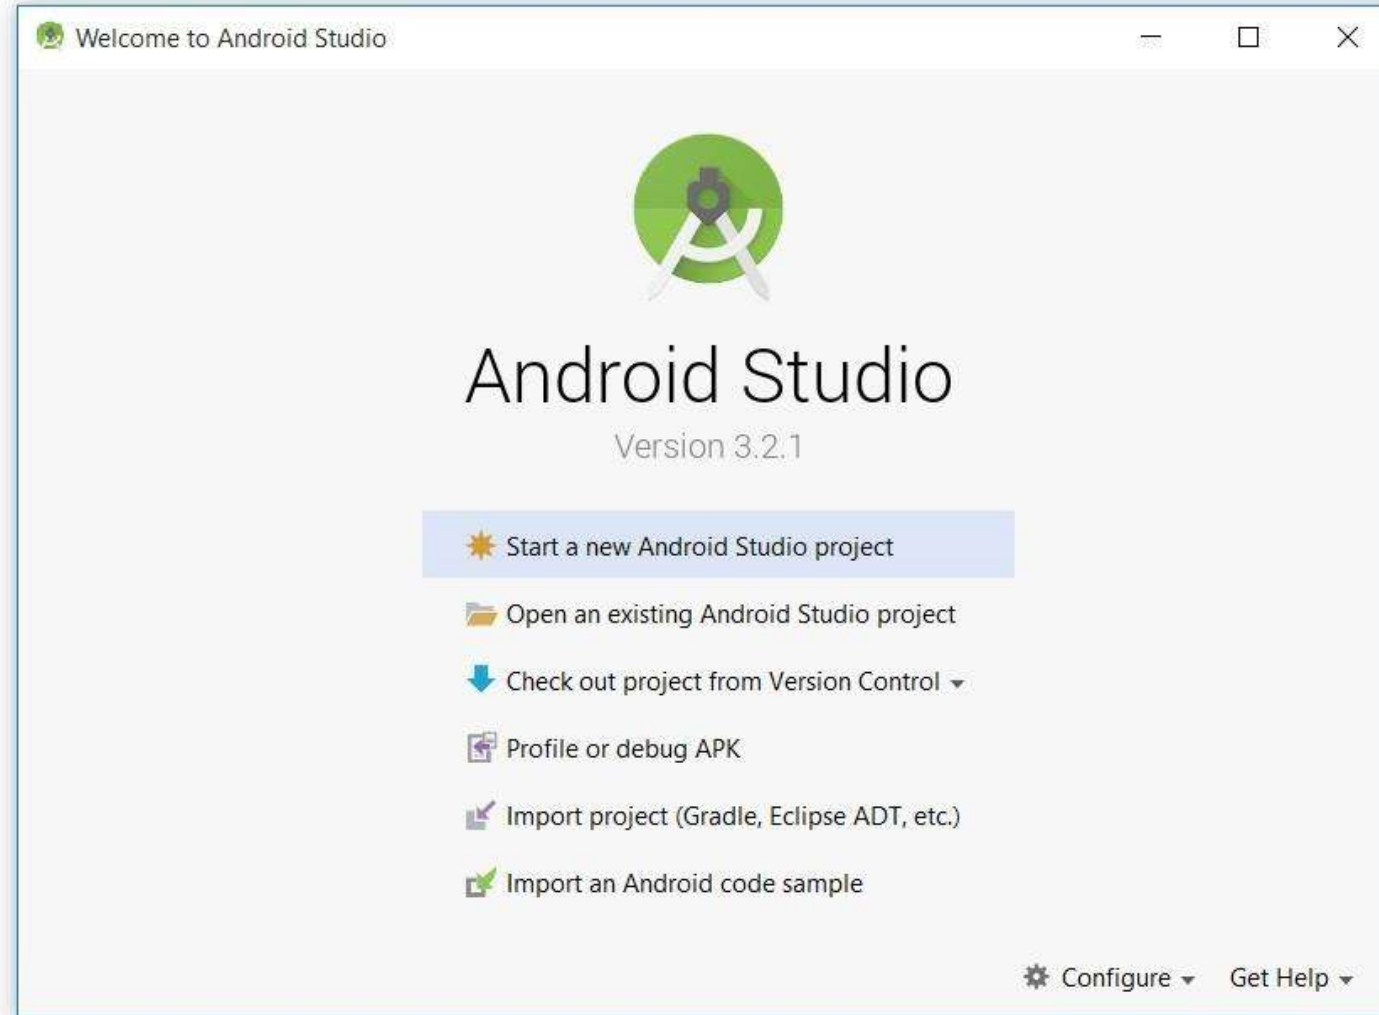 Welcome to Android Studio
Android Studio
Version 3.2.1
Start a new Android Studio project
Open an existing Android Studio project
Check out project from Version Control
Profile or debug APK
Import project (Gradle, Eclipse ADT, etc.)
Import an Android code sample
Configure Get Help